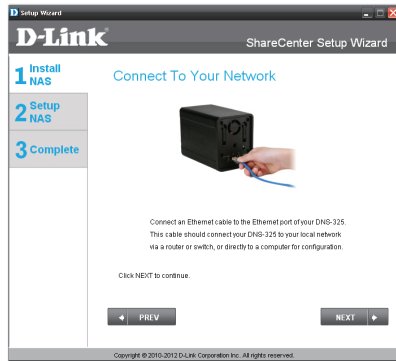 D Setup Wizard
D-Link
ShareCenter Setup Wizard
1 Install
NAS
Connect To Your Network
2 Setup
NAS
3 Complete
Connect an Ethernet cable to the Ethernet port of your DNS-325.
This cable should connect your DNS-325 to your local network
via a router or switch, or directly to a computer for configuration.
Click NEXT to continue.
PREV
NEXT
Copyright © 2010-2012 D-Link Corporation Inc. All rights reserved.